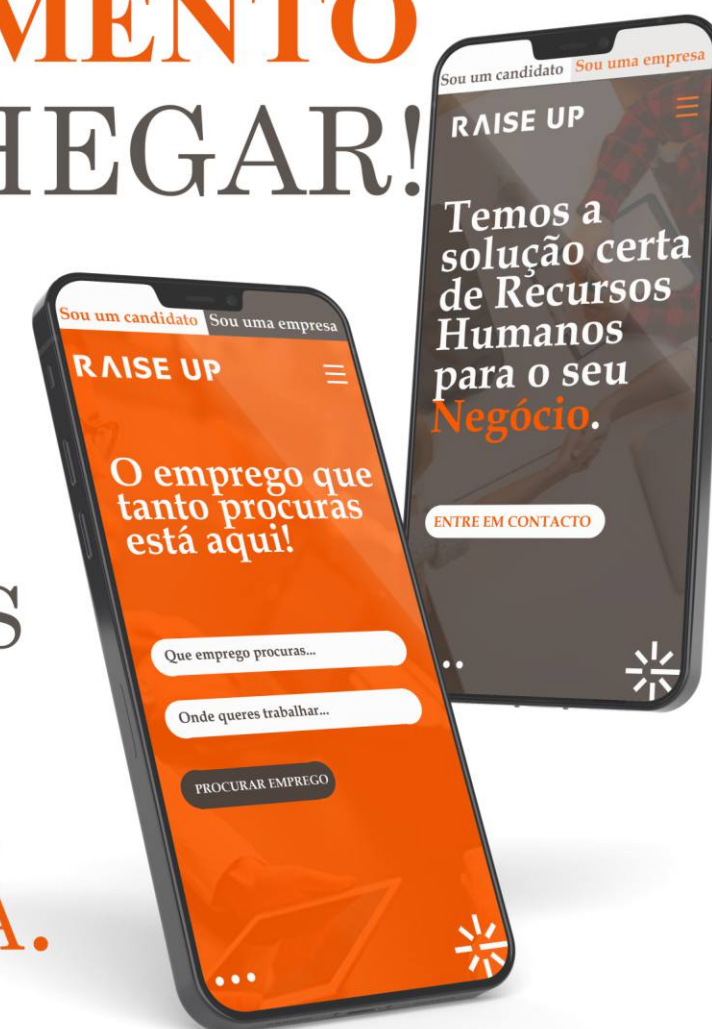 MENTO
HEGAR!
S
A.
Sou um candidato Sou uma empresa
RAISE UP
O emprego que
tanto procuras
está aqui!
Que emprego procuras...
Onde queres trabalhar...
PROCURAR EMPREGO
Sou um candidato Sou uma empresa
RAISE UP
Temos a
solução certa
de Recursos
Humanos
para o seu
Negócio.
ENTRE EM CONTACTO